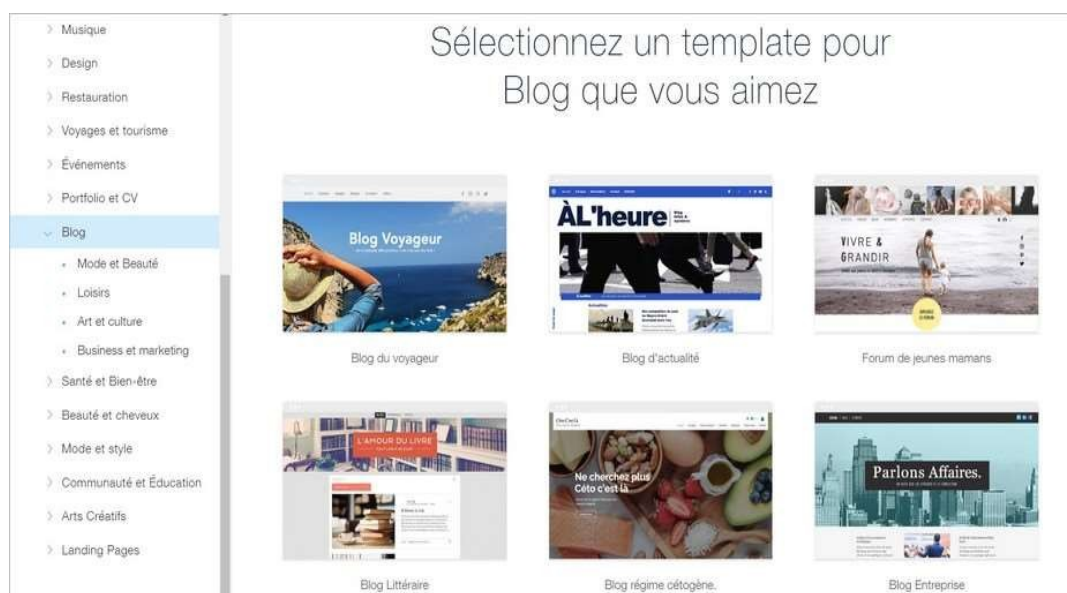 Musique
Design
Restauration
Voyages et tourisme
Événements
Portfolio et CV
Blog
Mode et Beauté
Loisirs
Art et culture
Business et marketing
Santé et Bien-être
Beauté et cheveux
Mode et style
Communauté et Éducation
Arts Créatifs
Landing Pages
Sélectionnez un template pour
Blog que vous aimez
Blog Voyageur
Blog du voyageur
ÀL'heure
Blog d'actualité
VIVRE &
GRANDIR
Forum de jeunes mamans
L'AMOUR DU LIVRE
Blog Littéraire
Ne cherchez plus
Céto c'est là
Blog régime cétogène.
Parlons Affaires.
Blog Entreprise